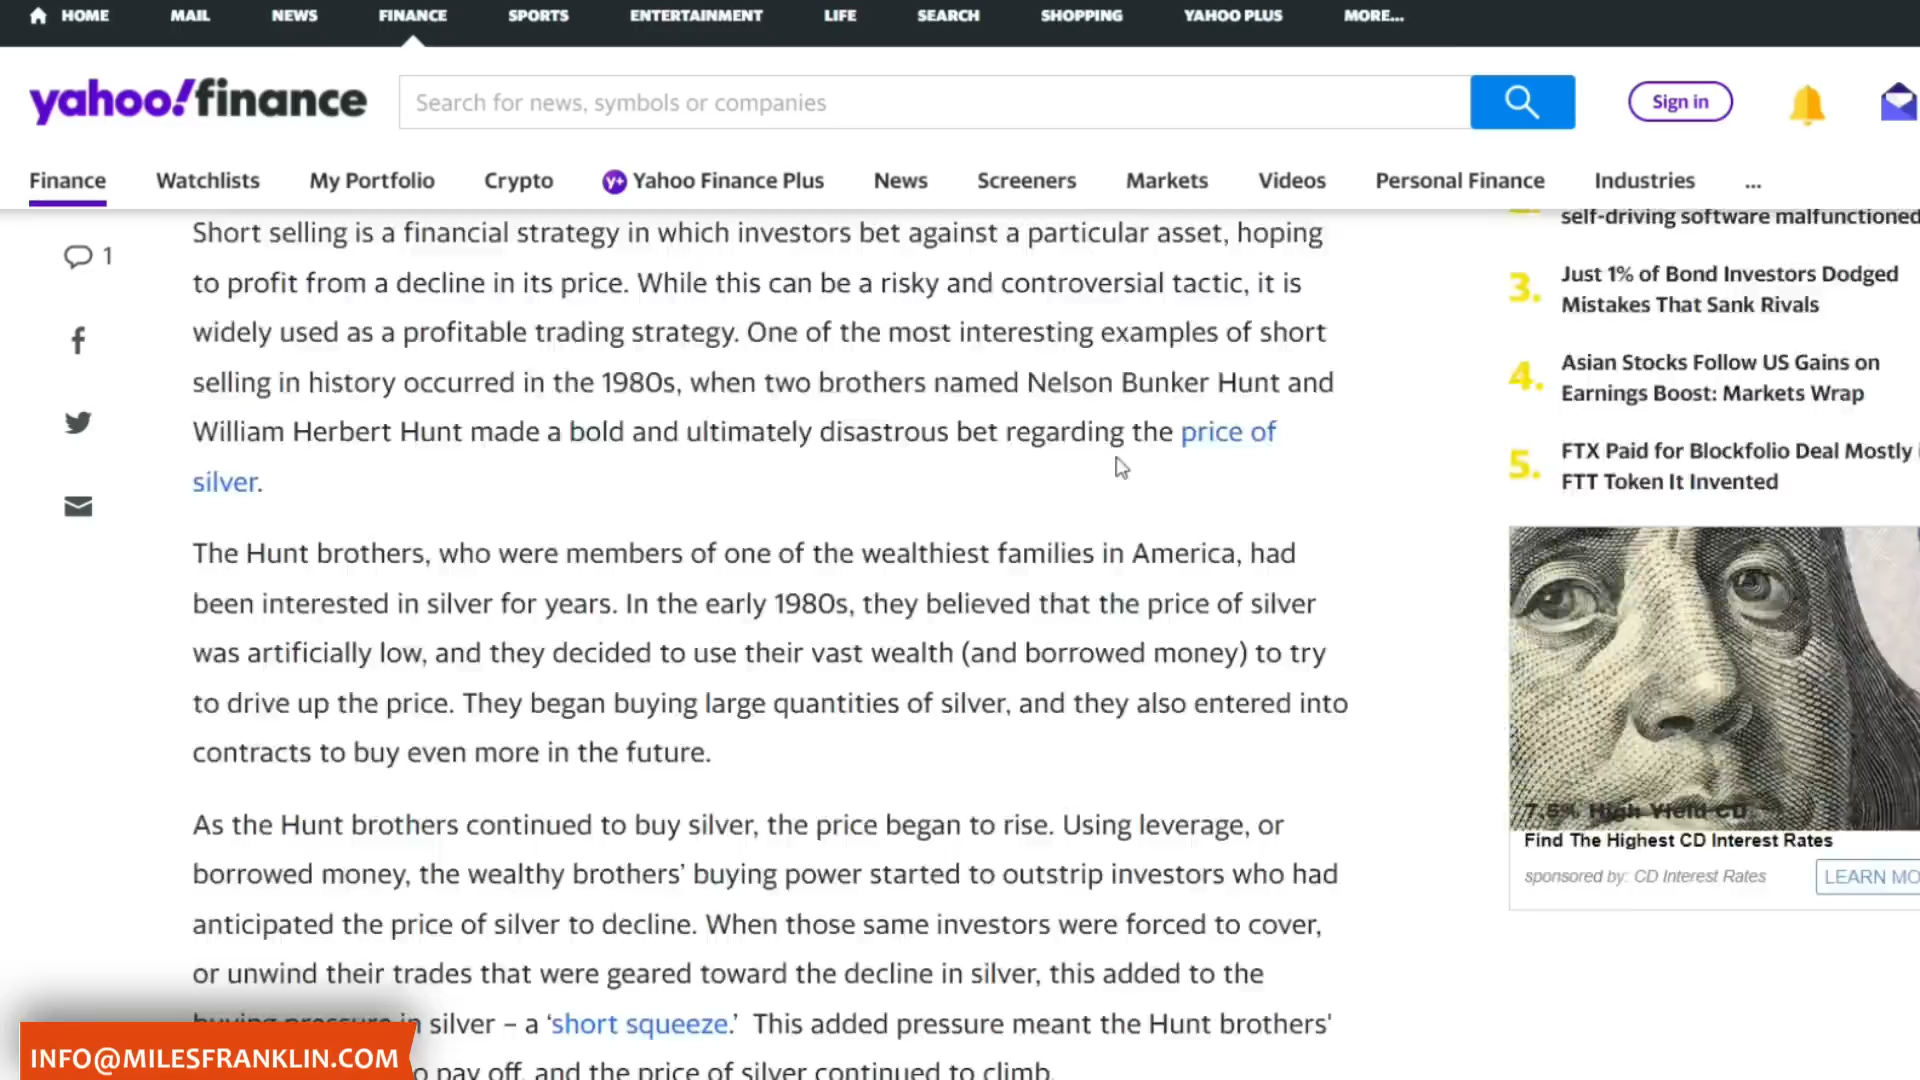 HOME MAIL NEWS FINANCE SPORTS ENTERTAINMENT LIFE SEARCH SHOPPING YAHOO PLUS MORE...
yahoo!finance
Search for news, symbols or companies
Sign in
Finance Watchlists My Portfolio Crypto Y+ Yahoo Finance Plus News Screeners Markets Videos Personal Finance Industries ...
1
Short selling is a financial strategy in which investors bet against a particular asset, hoping
to profit from a decline in its price. While this can be a risky and controversial tactic, it is
widely used as a profitable trading strategy. One of the most interesting examples of short
selling in history occurred in the 1980s, when two brothers named Nelson Bunker Hunt and
William Herbert Hunt made a bold and ultimately disastrous bet regarding the price of
silver.
The Hunt brothers, who were members of one of the wealthiest families in America, had
been interested in silver for years. In the early 1980s, they believed that the price of silver
was artificially low, and they decided to use their vast wealth (and borrowed money) to try
to drive up the price. They began buying large quantities of silver, and they also entered into
contracts to buy even more in the future.
As the Hunt brothers continued to buy silver, the price began to rise. Using leverage, or
borrowed money, the wealthy brothers’ buying power started to outstrip investors who had
anticipated the price of silver to decline. When those same investors were forced to cover,
or unwind their trades that were geared toward the decline in silver, this added to the
buying pressure in silver – a ‘short squeeze.’ This added pressure meant the Hunt brothers'
pay off, and the price of silver continued to climb.
self-driving software malfunctioned
3. Just 1% of Bond Investors Dodged
Mistakes That Sank Rivals
4. Asian Stocks Follow US Gains on
Earnings Boost: Markets Wrap
5. FTX Paid for Blockfolio Deal Mostly
FTT Token It Invented
7.5% High Yield CD
Find The Highest CD Interest Rates
sponsored by: CD Interest Rates
LEARN MO
INFO@MILESFRANKLIN.COM